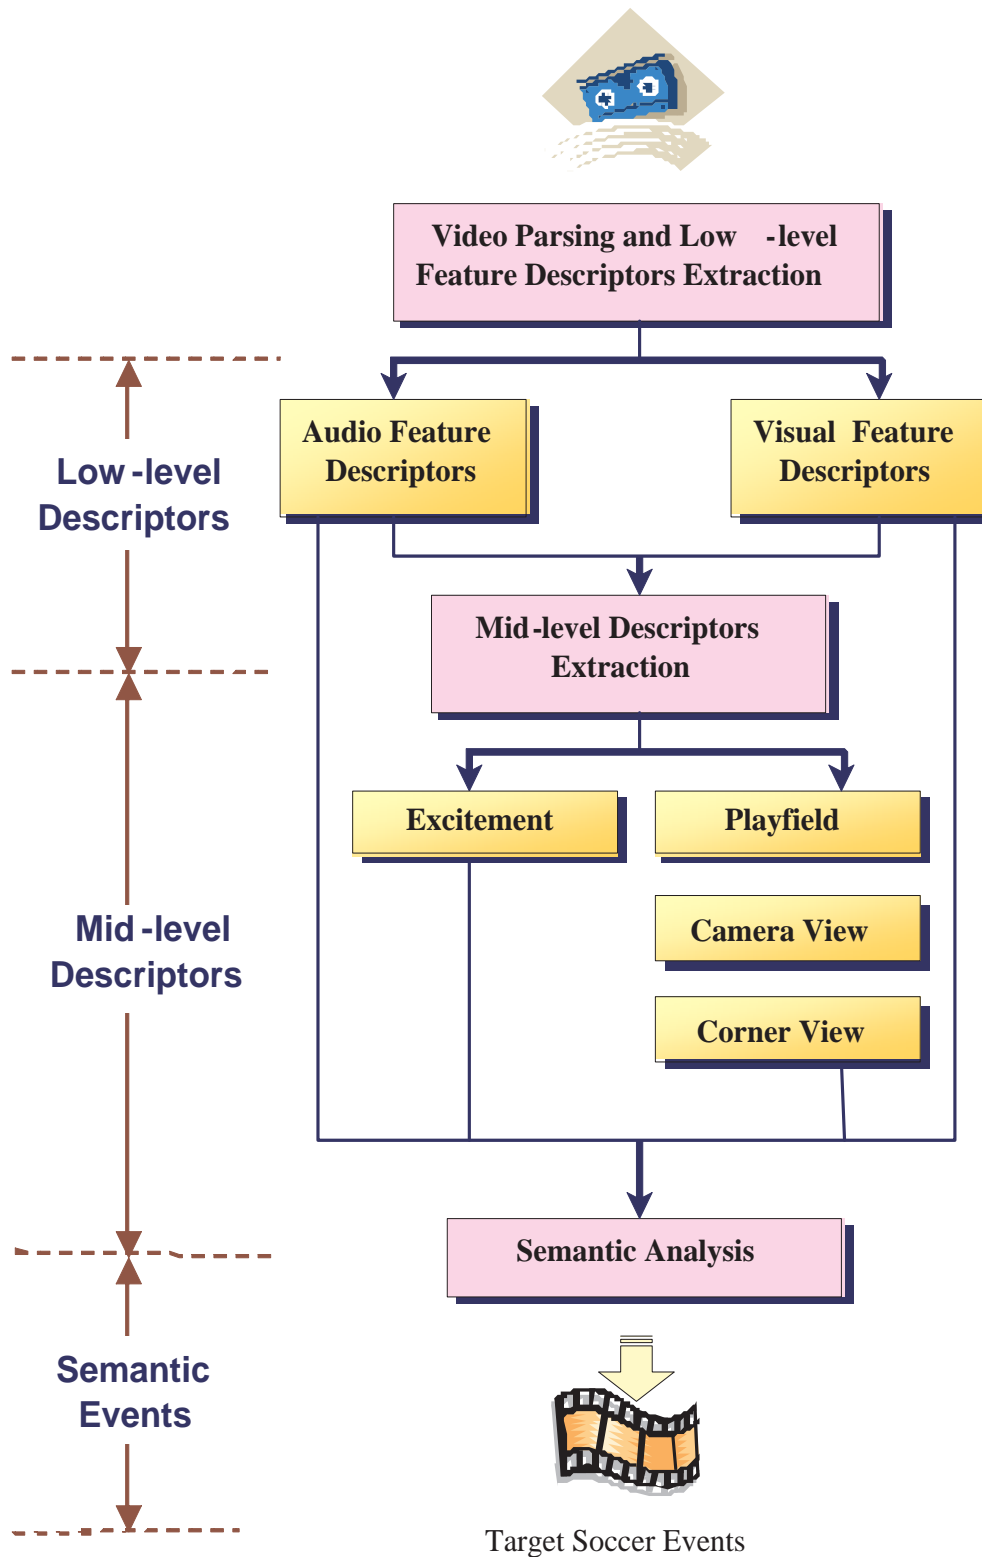 Video Parsing and Low -level
Feature Descriptors Extraction
Audio Feature
Descriptors
Visual Feature
Descriptors
Low-level
Descriptors
Mid-level Descriptors
Extraction
Excitement
Playfield
Camera View
Corner View
Mid-level
Descriptors
Semantic Analysis
Semantic
Events
Target Soccer Events